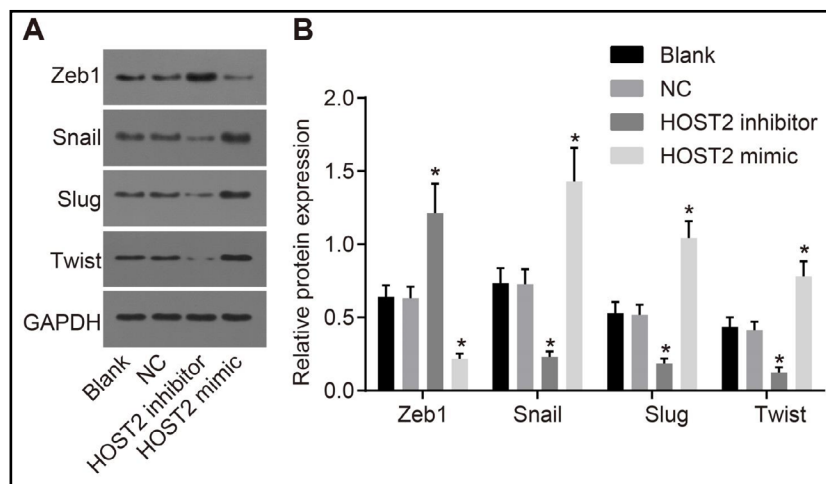 A
Zeb1
Snail
Slug
Twist
GAPDH
Blank
NC
HOST2 inhibitor
HOST2 mimic
B
Blank
NC
HOST2 inhibitor
HOST2 mimic
Relative protein expression
2.0
1.5
1.0
0.5
0.0
* * * * * * * *
Zeb1 Snail Slug Twist